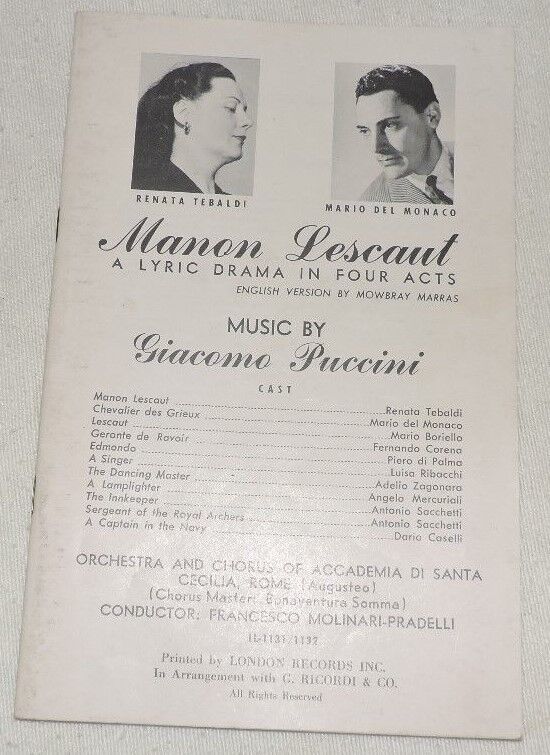 RENATA TEBALDI
MARIO DEL MONACO
Manon Lescaut
A LYRIC DRAMA IN FOUR ACTS
ENGLISH VERSION BY MOWBRAY MARRAS
MUSIC BY
Giacomo Puccini
CAST
Manon Lescaut Renata Tebaldi
Chevalier des Grieux Mario del Monaco
Lescaut Mario Boriello
Geronte de Ravoir Fernando Corena
Edmondo Piero di Palma
A Singer Luisa Ribacchi
The Dancing Master Adelio Zagonara
A Lamplighter Angelo Mercuriali
The Innkeeper Antonio Sacchetti
Sergeant of the Royal Archers Antonio Sacchetti
A Captain in the Navy Dario Caselli
ORCHESTRA AND CHORUS OF ACCADEMIA DI SANTA
CECILIA, ROME (Augusteo)
(Chorus Master: Bonaventura Somma)
CONDUCTOR: FRANCESCO MOLINARI-PRADELLI
Printed by LONDON RECORDS INC.
In Arrangement with G. RICORDI & CO.
All Rights Reserved